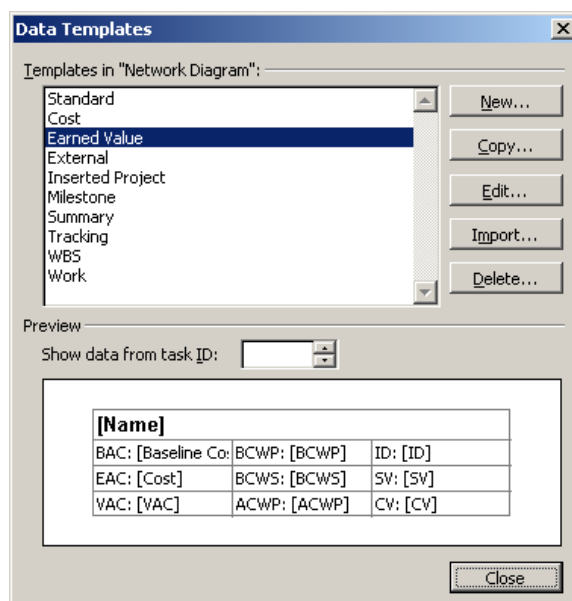 Data Templates
Templates in "Network Diagram":
Standard
Cost
Earned Value
External
Inserted Project
Milestone
Summary
Tracking
WBS
Work
New...
Copy...
Edit...
Import...
Delete...
Preview
Show data from task ID:
[Name]
BAC: [Baseline Co BCWP: [BCWP] ID: [ID]
EAC: [Cost] BCWS: [BCWS] SV: [SV]
VAC: [VAC] ACWP: [ACWP] CV: [CV]
Close